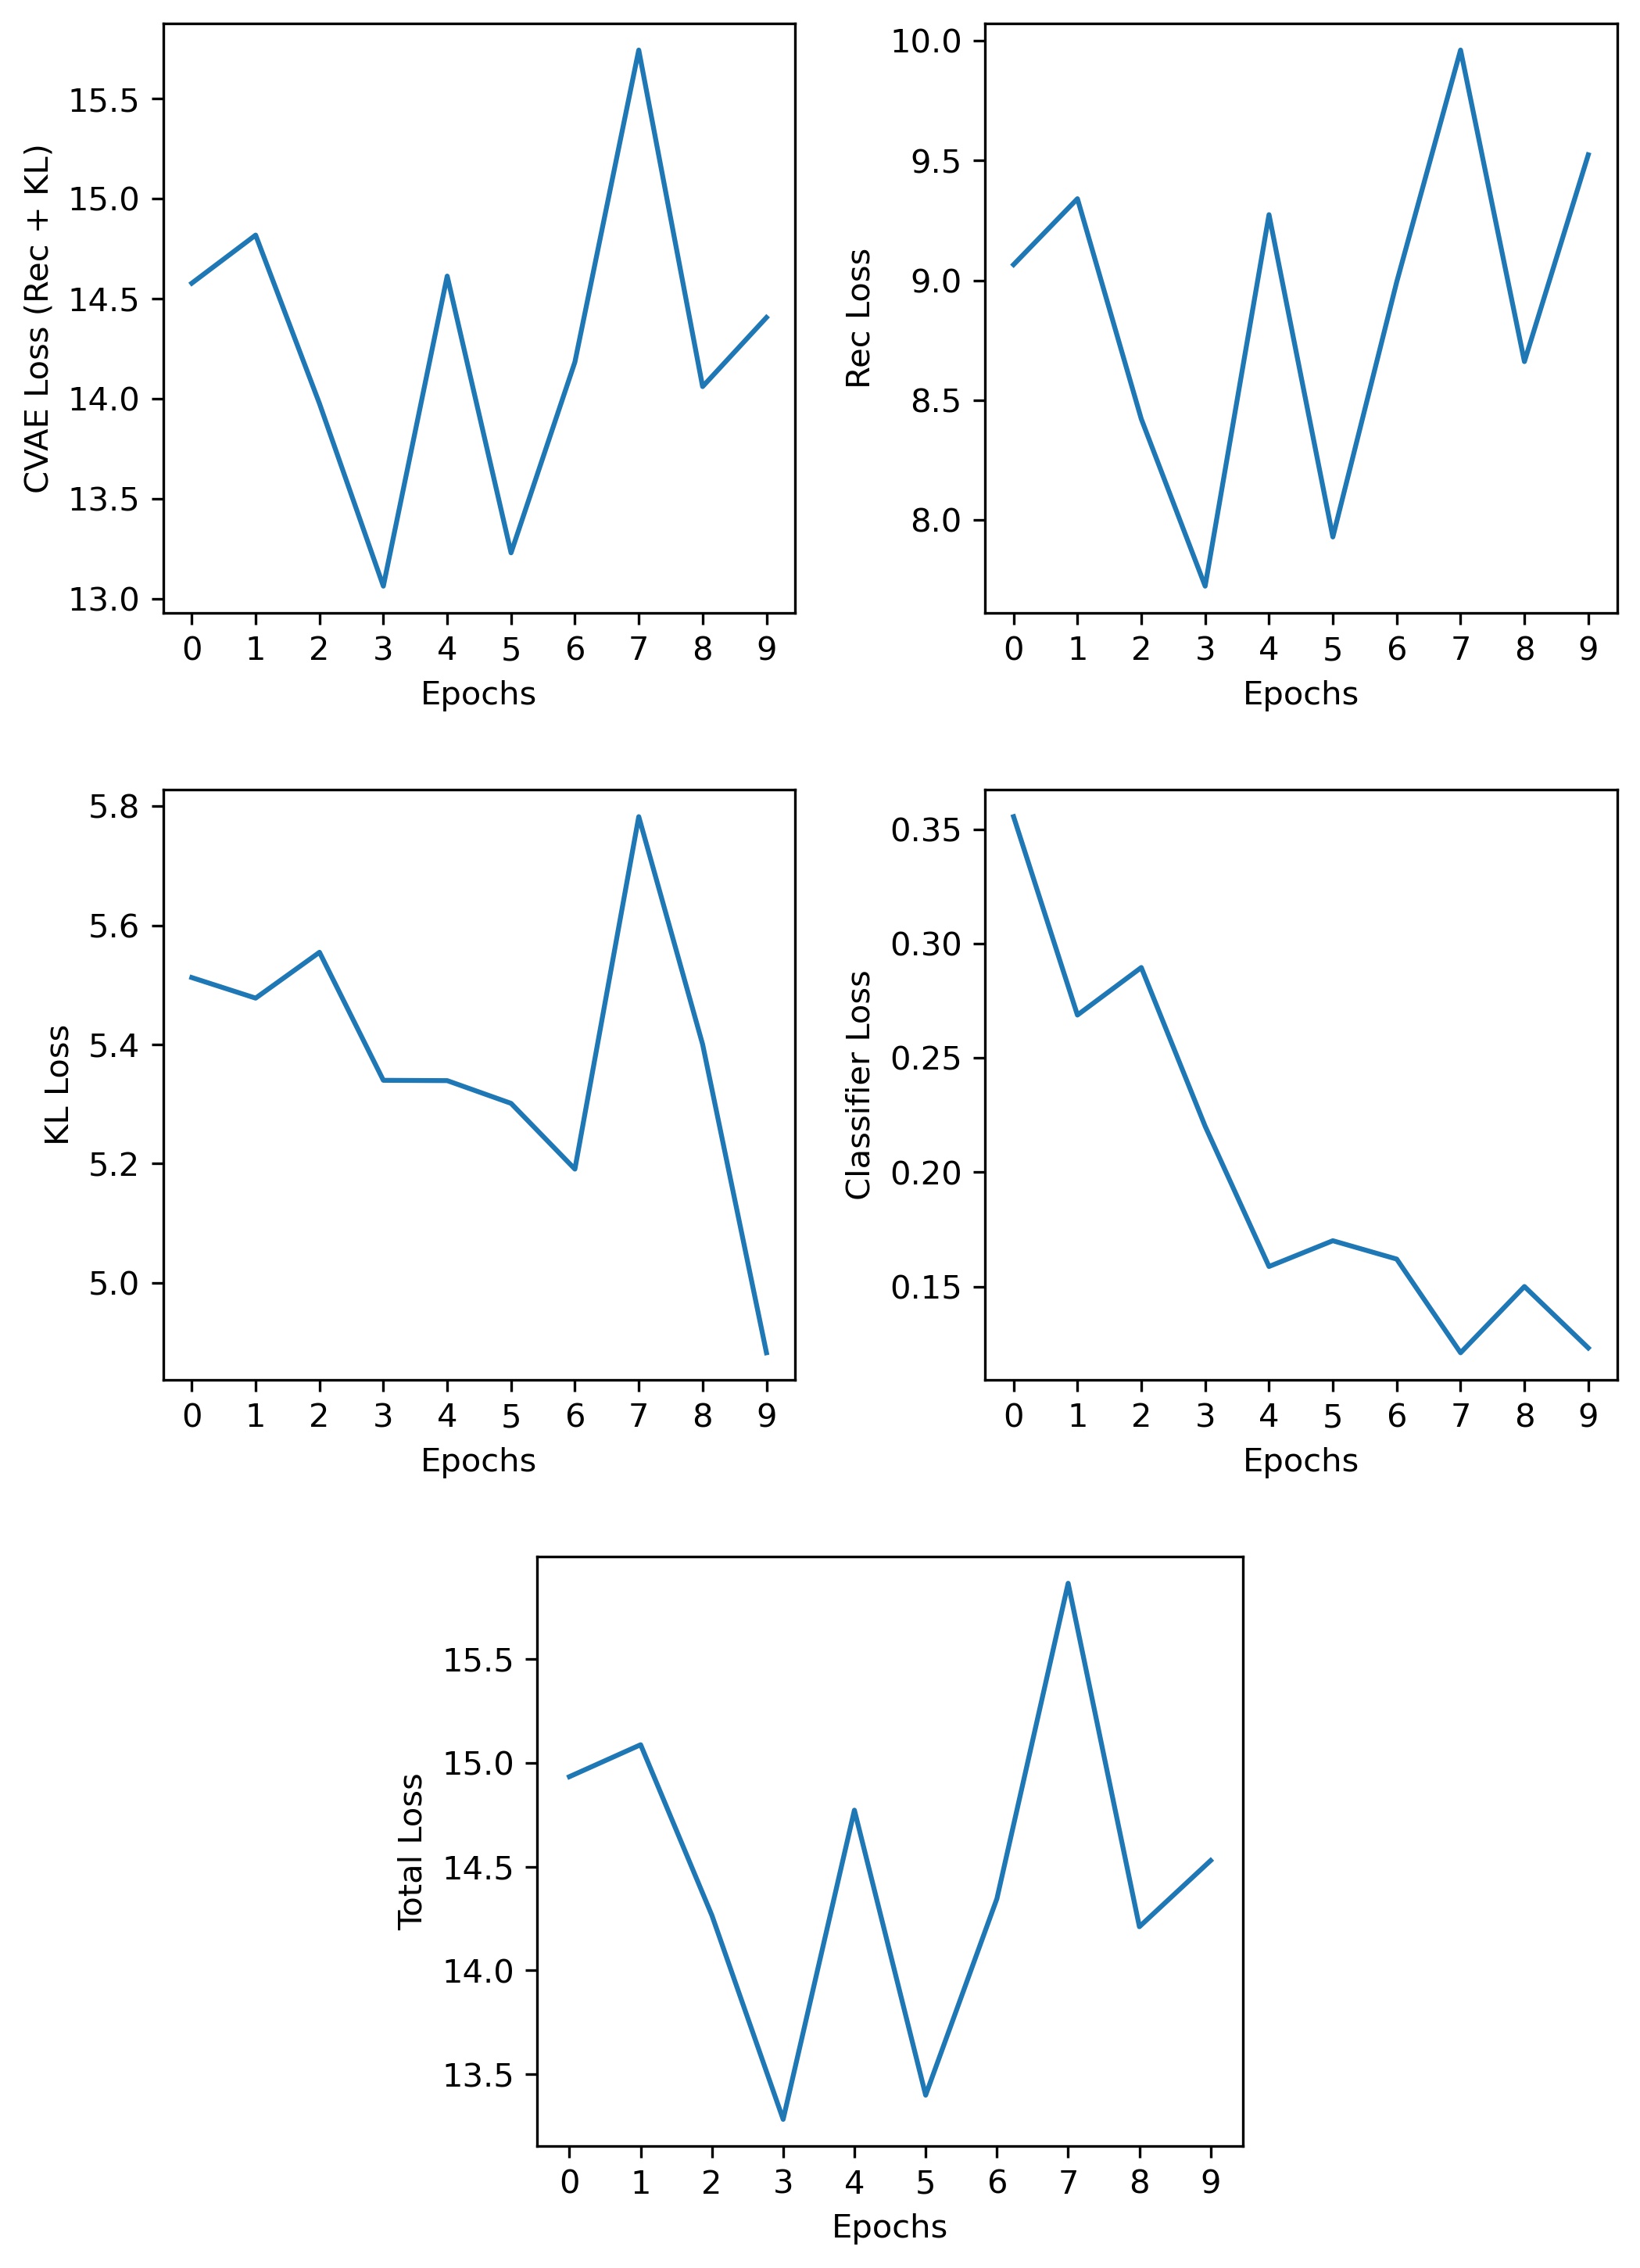 CVAE Loss (Rec + KL)
15.5
15.0
14.5
14.0
13.5
13.0
0 1 2 3 4 5 6 7 8 9
Epochs
Rec Loss
10.0
9.5
9.0
8.5
8.0
0 1 2 3 4 5 6 7 8 9
Epochs
KL Loss
5.8
5.6
5.4
5.2
5.0
0 1 2 3 4 5 6 7 8 9
Epochs
Classifier Loss
0.35
0.30
0.25
0.20
0.15
0 1 2 3 4 5 6 7 8 9
Epochs
Total Loss
15.5
15.0
14.5
14.0
13.5
0 1 2 3 4 5 6 7 8 9
Epochs